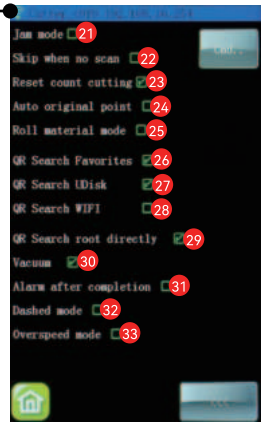 Jam mode 21
Skip when no scan 22
Reset count cutting 23
Auto original point 24
Roll material mode 25
QR Search Favorites 26
QR Search UDisk 27
QR Search WIFI 28
QR Search root directly 29
Vacuum 30
Alarm after completion 31
Dashed mode 32
Overspeed mode 33